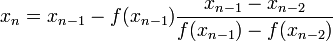 x_n = x_{n-1} - f(x_{n-1}) \frac{x_{n-1} - x_{n-2}}{f(x_{n-1}) - f(x_{n-2})}